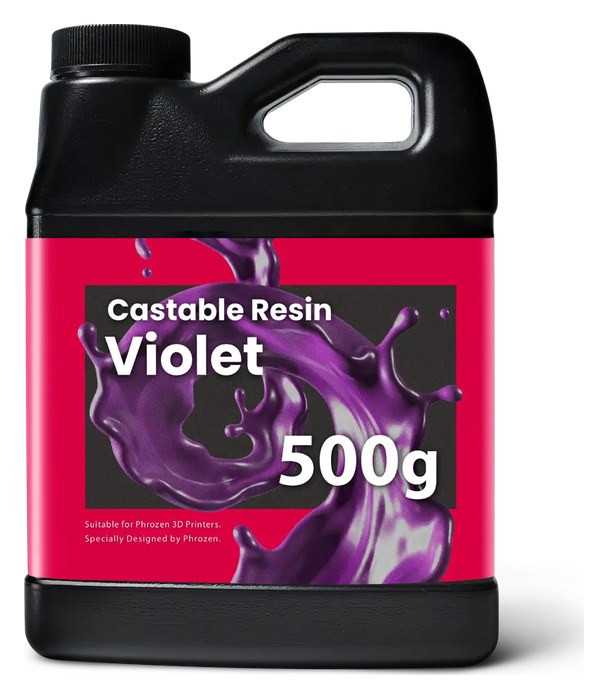 Castable Resin
Violet
500g
Suitable for Phrozen 3D Printers.
Specially Designed by Phrozen.